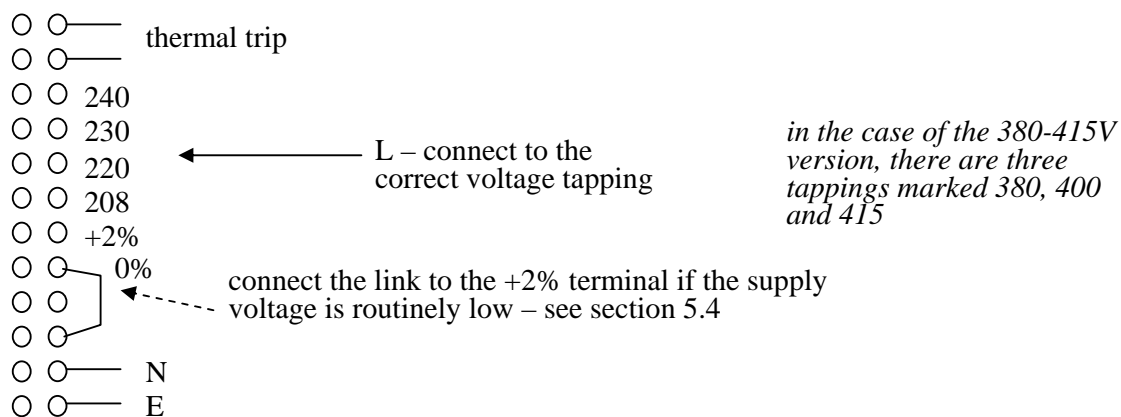 thermal trip
240
230
220
208
+2%
0%
L – connect to the
correct voltage tapping
in the case of the 380-415V
version, there are three
tappings marked 380, 400
and 415
connect the link to the +2% terminal if the supply
voltage is routinely low – see section 5.4
N
E